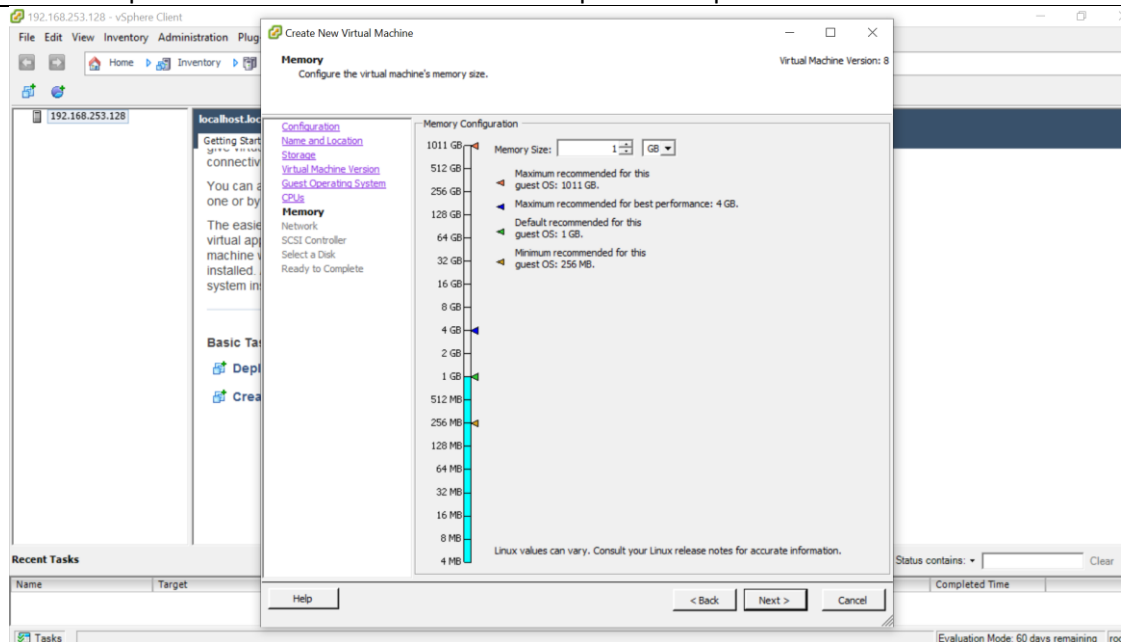 192.168.253.128 - vSphere Client
File Edit View Inventory Administration Plug
Home Inventory
192.168.253.128
localhost.loc
Getting Start
connectiv
You can a
one or by
The easie
virtual app
machine v
installed.
system in
Basic Ta
Depl
Crea
Create New Virtual Machine
Memory
Configure the virtual machine's memory size.
Virtual Machine Version: 8
Configuration
Name and Location
Storage
Virtual Machine Version
Guest Operating System
CPUs
Memory
Network
SCSI Controller
Select a Disk
Ready to Complete
Memory Configuration
1011 GB
512 GB
256 GB
128 GB
64 GB
32 GB
16 GB
8 GB
4 GB
2 GB
1 GB
512 MB
256 MB
128 MB
64 MB
32 MB
16 MB
8 MB
4 MB
Memory Size: 1 GB
Maximum recommended for this
guest OS: 1011 GB.
Maximum recommended for best performance: 4 GB.
Default recommended for this
guest OS: 1 GB.
Minimum recommended for this
guest OS: 256 MB.
Linux values can vary. Consult your Linux release notes for accurate information.
Help < Back Next > Cancel
Recent Tasks
Status contains: Clear
Name Target Completed Time
Tasks Evaluation Mode: 60 days remaining